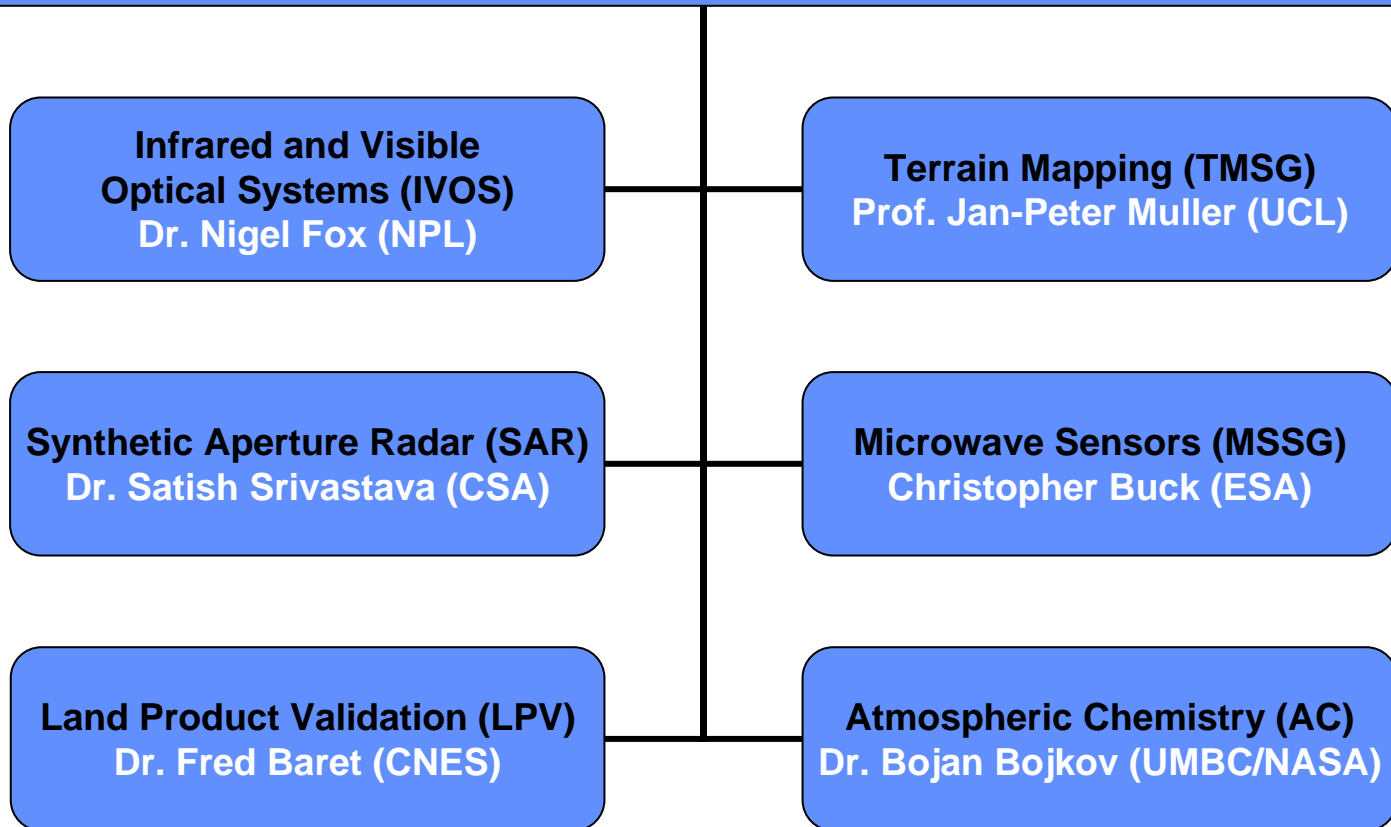 Infrared and Visible
Optical Systems (IVOS)
Dr. Nigel Fox (NPL)
Terrain Mapping (TMSG)
Prof. Jan-Peter Muller (UCL)
Synthetic Aperture Radar (SAR)
Dr. Satish Srivastava (CSA)
Microwave Sensors (MSSG)
Christopher Buck (ESA)
Land Product Validation (LPV)
Dr. Fred Baret (CNES)
Atmospheric Chemistry (AC)
Dr. Bojan Bojkov (UMBC/NASA)